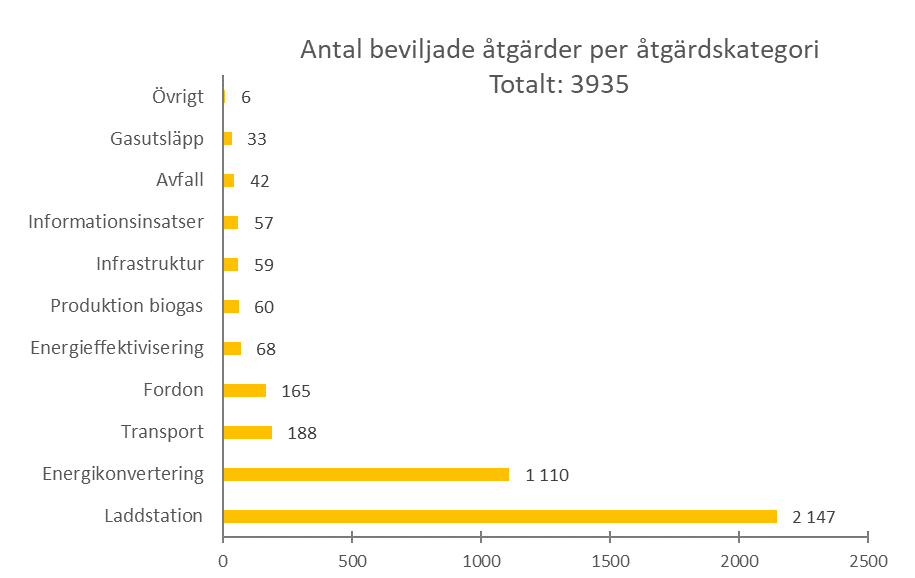 Antal beviljade åtgärder per åtgärdskategori
Totalt: 3935
Övrigt 6
Gasutsläpp 33
Avfall 42
Informationsinsatser 57
Infrastruktur 59
Produktion biogas 60
Energieffektivisering 68
Fordon 165
Transport 188
Energikonvertering 1 110
Laddstation 2 147
0 500 1000 1500 2000 2500